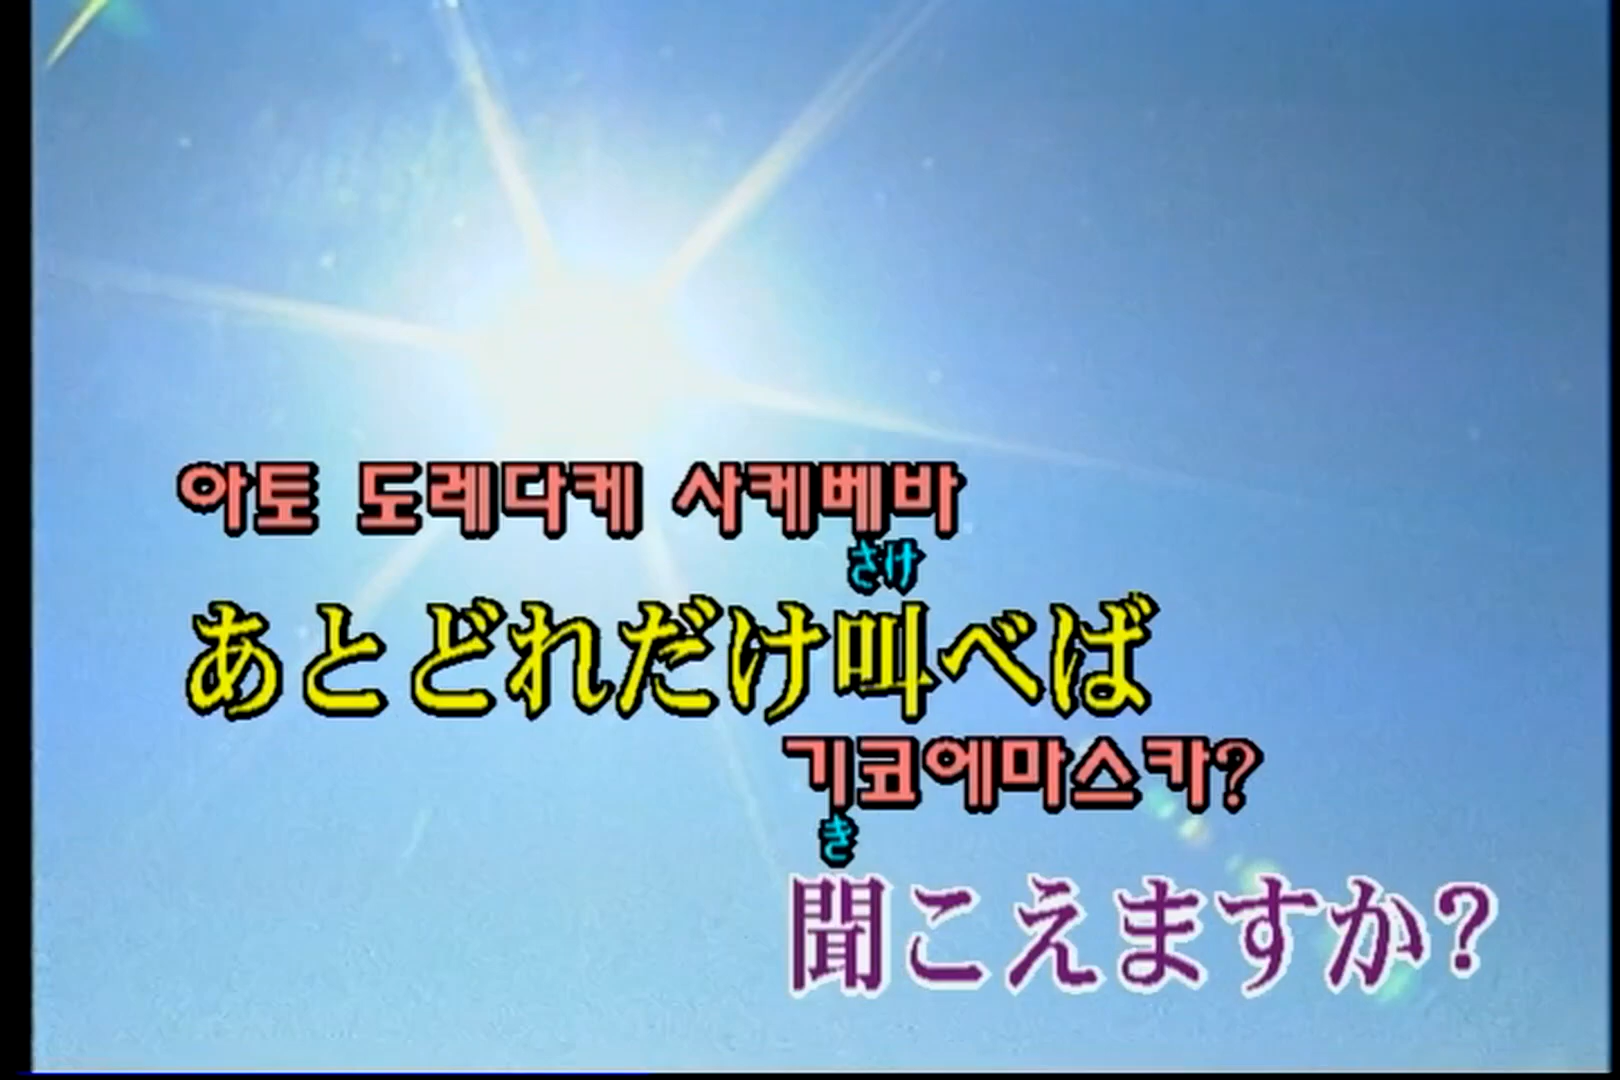 아토 도레다케 사케베바
さけ
あとどれだけ叫べば
기코에마스카?
き
聞こえますか?